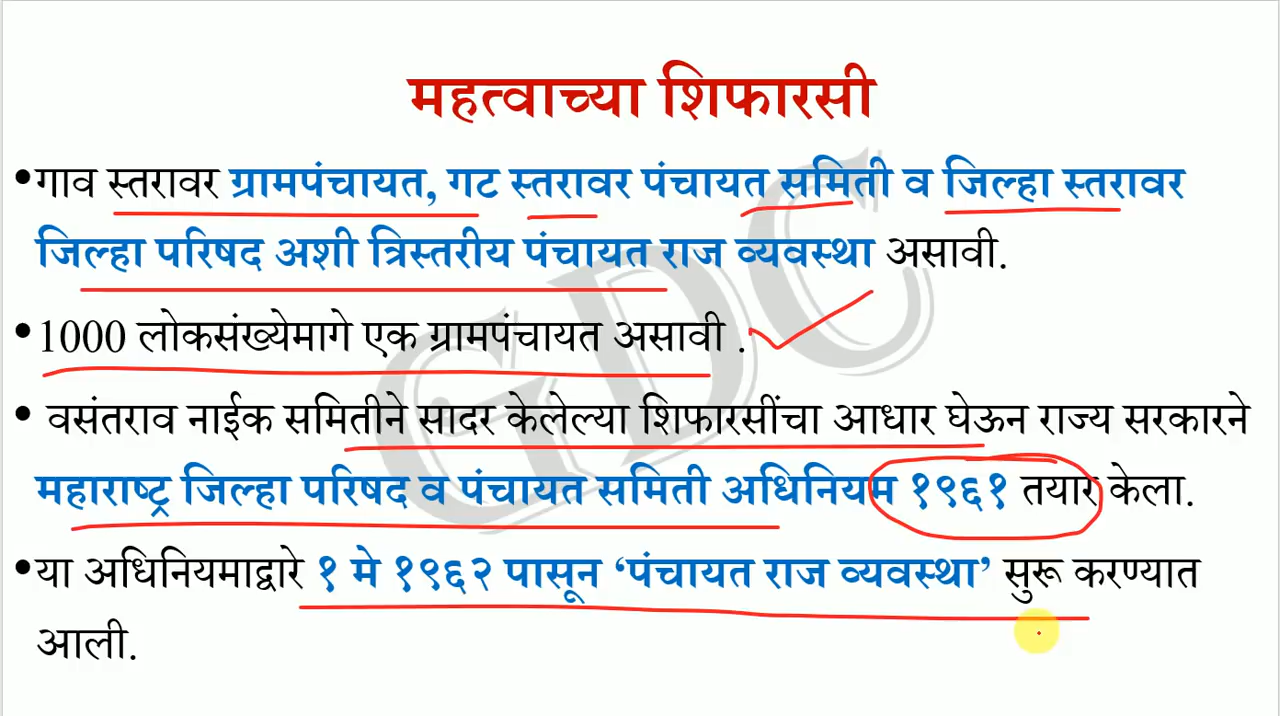 महत्वाच्या शिफारसी
•गाव स्तरावर ग्रामपंचायत, गट स्तरावर पंचायत समिती व जिल्हा स्तरावर
जिल्हा परिषद अशी त्रिस्तरीय पंचायत राज व्यवस्था असावी.
•1000 लोकसंख्येमागे एक ग्रामपंचायत असावी .
• वसंतराव नाईक समितीने सादर केलेल्या शिफारसींचा आधार घेऊन राज्य सरकारने
महाराष्ट्र जिल्हा परिषद व पंचायत समिती अधिनियम १९६१ तयार केला.
•या अधिनियमाद्वारे १ मे १९६२ पासून ‘पंचायत राज व्यवस्था’ सुरू करण्यात
आली.
GDC